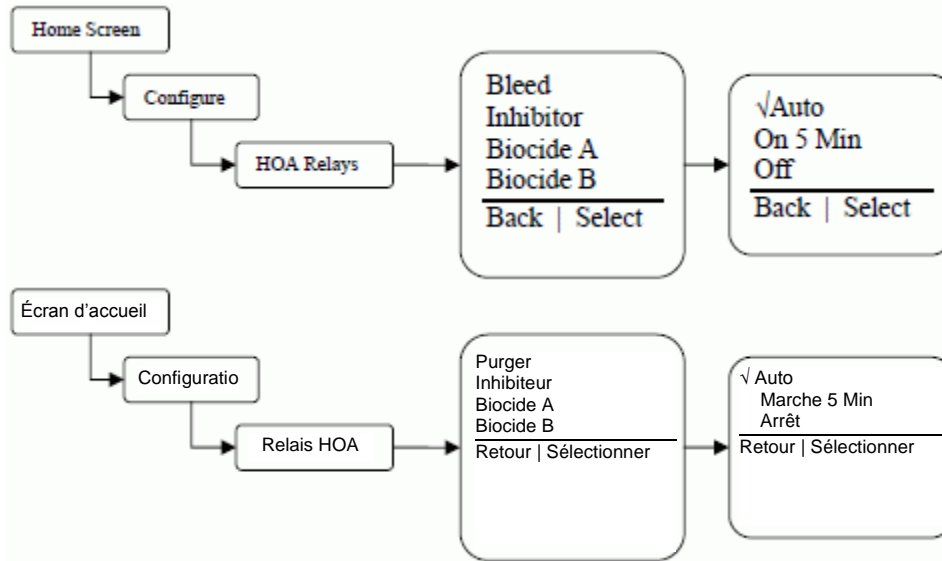 Home Screen
Configure
HOA Relays
Bleed
Inhibitor
Biocide A
Biocide B
Back | Select
√Auto
On 5 Min
Off
Back | Select
Écran d’accueil
Configuratio
Relais HOA
Purger
Inhibiteur
Biocide A
Biocide B
Retour | Sélectionner
√ Auto
Marche 5 Min
Arrêt
Retour | Sélectionner